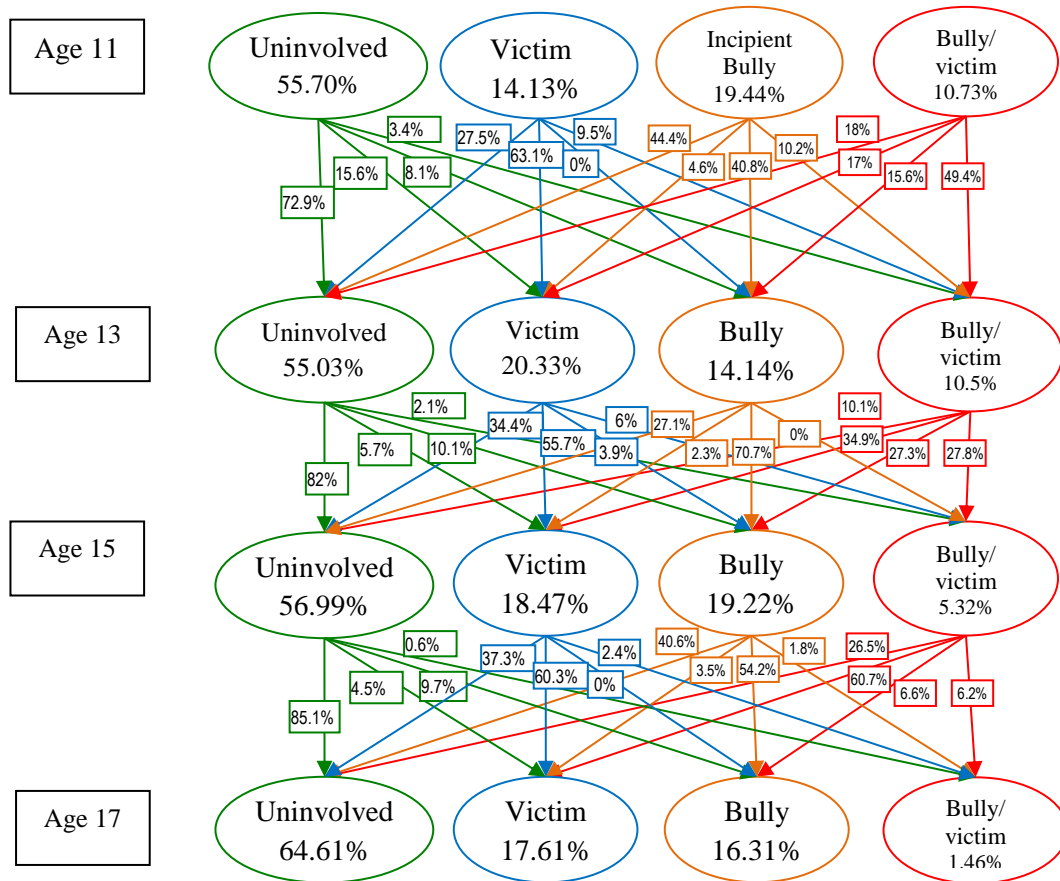 Age 11
Uninvolved
55.70%
Victim
14.13%
Incipient
Bully
19.44%
Bully/
victim
10.73%
3.4%
27.5%
9.5%
44.4%
18%
63.1%
0%
10.2%
15.6%
8.1%
4.6%
40.8%
17%
15.6%
49.4%
72.9%
Age 13
Uninvolved
55.03%
Victim
20.33%
Bully
14.14%
Bully/
victim
10.5%
2.1%
34.4%
6%
27.1%
10.1%
5.7%
10.1%
55.7%
3.9%
2.3%
70.7%
0%
34.9%
27.3%
27.8%
82%
Age 15
Uninvolved
56.99%
Victim
18.47%
Bully
19.22%
Bully/
victim
5.32%
0.6%
37.3%
2.4%
40.6%
1.8%
26.5%
4.5%
9.7%
60.3%
0%
3.5%
54.2%
60.7%
6.6%
6.2%
85.1%
Age 17
Uninvolved
64.61%
Victim
17.61%
Bully
16.31%
Bully/
victim
1.46%